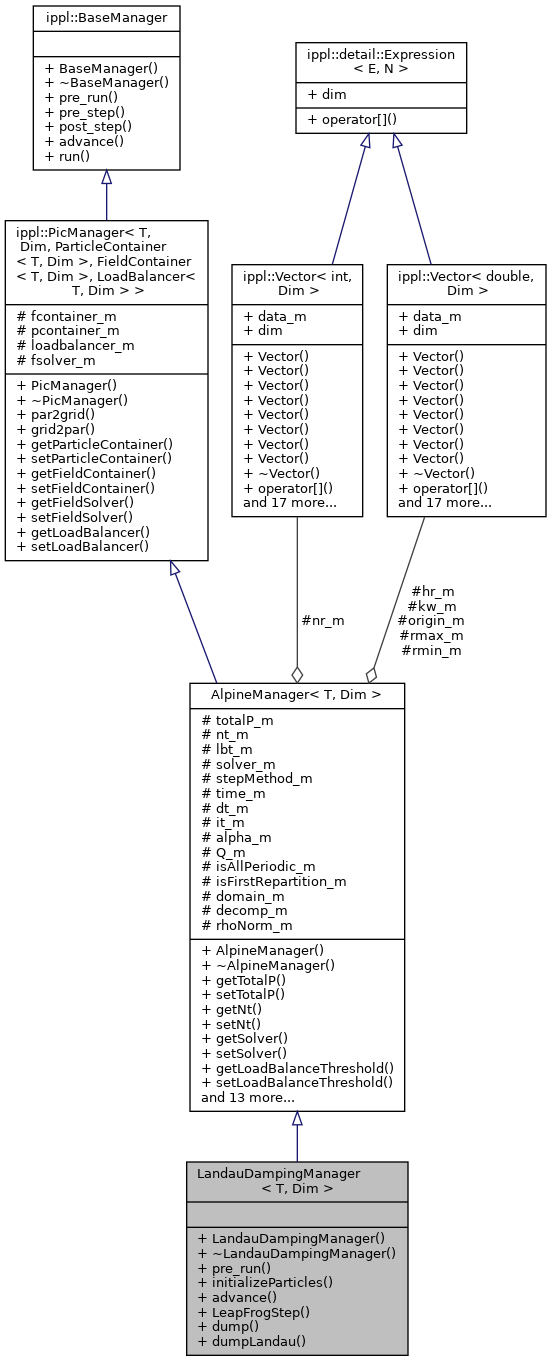 ippl::BaseManager
+ BaseManager()
+ ~BaseManager()
+ pre_run()
+ pre_step()
+ post_step()
+ advance()
+ run()
ippl::detail::Expression
< E, N >
+ dim
+ operator[]()
ippl::PicManager< T,
Dim, ParticleContainer
< T, Dim >, FieldContainer
< T, Dim >, LoadBalancer<
T, Dim > >
# fcontainer_m
# pcontainer_m
# loadbalancer_m
# fsolver_m
+ PicManager()
+ ~PicManager()
+ par2grid()
+ grid2par()
+ getParticleContainer()
+ setParticleContainer()
+ getFieldContainer()
+ setFieldContainer()
+ getFieldSolver()
+ setFieldSolver()
+ getLoadBalancer()
+ setLoadBalancer()
ippl::Vector< int,
Dim >
+ data_m
+ dim
+ Vector()
+ Vector()
+ Vector()
+ Vector()
+ Vector()
+ Vector()
+ Vector()
+ Vector()
+ ~Vector()
+ operator[]()
and 17 more...
ippl::Vector< double,
Dim >
+ data_m
+ dim
+ Vector()
+ Vector()
+ Vector()
+ Vector()
+ Vector()
+ Vector()
+ Vector()
+ Vector()
+ ~Vector()
+ operator[]()
and 17 more...
#nr_m
#hr_m
#kw_m
#origin_m
#rmax_m
#rmin_m
AlpineManager< T, Dim >
# totalP_m
# nt_m
# lbt_m
# solver_m
# stepMethod_m
# time_m
# dt_m
# it_m
# alpha_m
# Q_m
# isAllPeriodic_m
# isFirstRepartition_m
# domain_m
# decomp_m
# rhoNorm_m
+ AlpineManager()
+ ~AlpineManager()
+ getTotalP()
+ setTotalP()
+ getNt()
+ setNt()
+ getSolver()
+ setSolver()
+ getLoadBalanceThreshold()
+ setLoadBalanceThreshold()
and 13 more...
LandauDampingManager
< T, Dim >
+ LandauDampingManager()
+ ~LandauDampingManager()
+ pre_run()
+ initializeParticles()
+ advance()
+ LeapFrogStep()
+ dump()
+ dumpLandau()